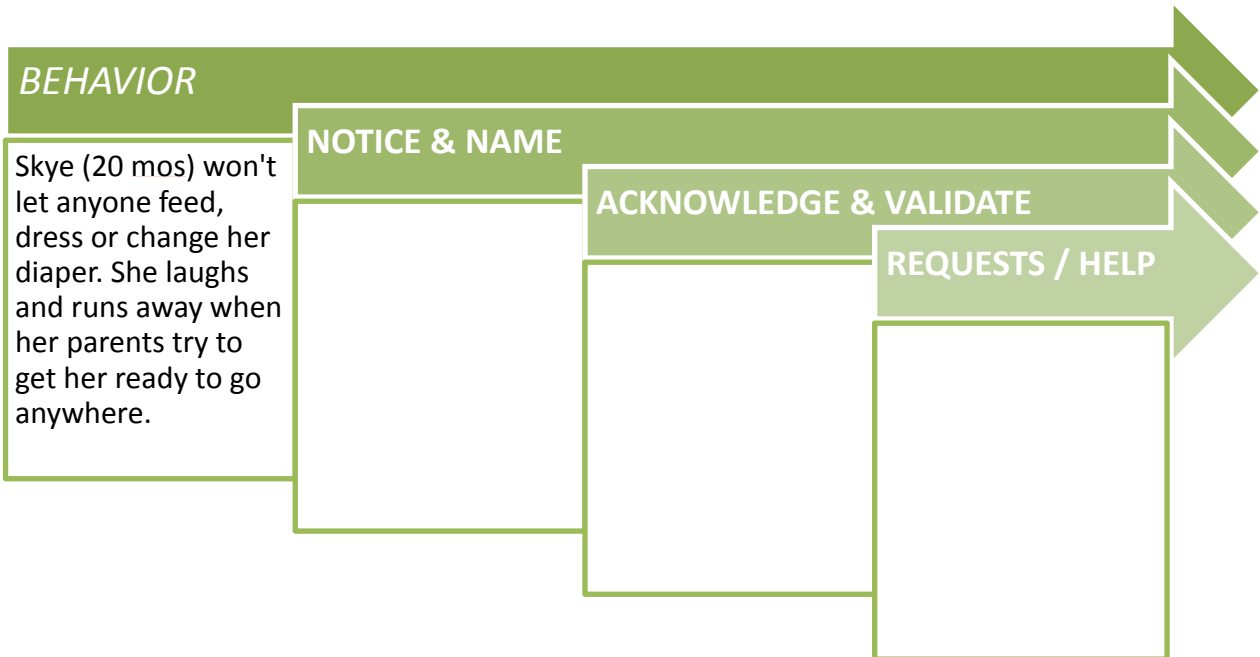 BEHAVIOR
Skye (20 mos) won't
let anyone feed,
dress or change her
diaper. She laughs
and runs away when
her parents try to
get her ready to go
anywhere.
NOTICE & NAME
ACKNOWLEDGE & VALIDATE
REQUESTS / HELP